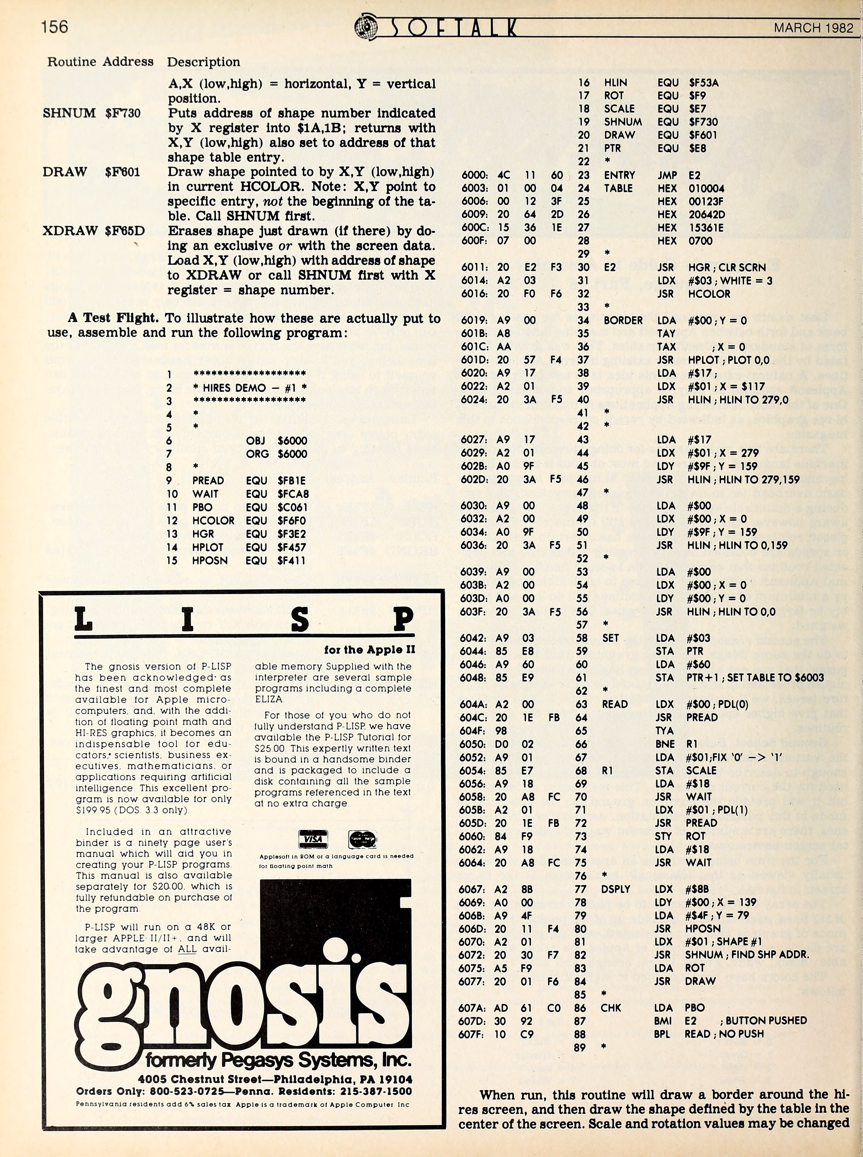 156
SOFTALK
MARCH 1982
Routine Address Description
A,X (low,high) = horizontal, Y = vertical
position.
SHNUM $F730 Puts address of shape number indicated
by X register into $1A,1B; returns with
X,Y (low,high) also set to address of that
shape table entry.
DRAW $F601 Draw shape pointed to by X,Y (low,high)
in current HCOLOR. Note: X,Y point to
specific entry, not the beginning of the ta-
ble. Call SHNUM first.
XDRAW $F65D Erases shape just drawn (if there) by do-
ing an exclusive or with the screen data.
Load X,Y (low,high) with address of shape
to XDRAW or call SHNUM first with X
register = shape number.
A Test Flight. To illustrate how these are actually put to
use, assemble and run the following program:
1 *******************
2 * HIRES DEMO – #1 *
3 *******************
4 *
5 *
6 OBJ $6000
7 ORG $6000
8 *
9 PREAD EQU $FB1E
10 WAIT EQU $FCA8
11 PBO EQU $C061
12 HCOLOR EQU $F6F0
13 HGR EQU $F3E2
14 HPLOT EQU $F457
15 HPOSN EQU $F411
16 HLIN EQU $F53A
17 ROT EQU $F9
18 SCALE EQU $E7
19 SHNUM EQU $F730
20 DRAW EQU $F601
21 PTR EQU $E8
22 *
6000: 4C 11 60 23 ENTRY JMP E2
6003: 01 00 04 24 TABLE HEX 010004
6006: 00 12 3F 25 HEX 00123F
6009: 20 64 2D 26 HEX 20642D
600C: 15 36 1E 27 HEX 15361E
600F: 07 00 28 HEX 0700
29 *
6011: 20 E2 F3 30 E2 JSR HGR ; CLR SCRN
6014: A2 03 31 LDX #$03 ; WHITE = 3
6016: 20 F0 F6 32 JSR HCOLOR
33 *
6019: A9 00 34 BORDER LDA #$00 ; Y = 0
601B: A8 35 TAY
601C: AA 36 TAX ; X = 0
601D: 20 57 F4 37 JSR HPLOT ; PLOT 0,0
6020: A9 17 38 LDA #$17 ;
6022: A2 01 39 LDX #$01 ; X = $117
6024: 20 3A F5 40 JSR HLIN ; HLIN TO 279,0
41 *
42 *
6027: A9 17 43 LDA #$17
6029: A2 01 44 LDX #$01 ; X = 279
602B: A0 9F 45 LDY #$9F ; Y = 159
602D: 20 3A F5 46 JSR HLIN ; HLIN TO 279,159
47 *
6030: A9 00 48 LDA #$00
6032: A2 00 49 LDX #$00 ; X = 0
6034: A0 9F 50 LDY #$9F ; Y = 159
6036: 20 3A F5 51 JSR HLIN ; HLIN TO 0,159
52 *
6039: A9 00 53 LDA #$00
603B: A2 00 54 LDX #$00 ; X = 0
603D: A0 00 55 LDY #$00 ; Y = 0
603F: 20 3A F5 56 JSR HLIN ; HLIN TO 0,0
57 *
6042: A9 03 58 SET LDA #$03
6044: 85 E8 59 STA PTR
6046: A9 60 60 LDA #$60
6048: 85 E9 61 STA PTR+1 ; SET TABLE TO $6003
62 *
604A: A2 00 63 READ LDX #$00 ; PDL(0)
604C: 20 1E FB 64 JSR PREAD
604F: 98 65 TYA
6050: D0 02 66 BNE R1
6052: A9 01 67 LDA #$01;FIX '0' –> '1'
6054: 85 E7 68 R1 STA SCALE
6056: A9 18 69 LDA #$18
6058: 20 A8 FC 70 JSR WAIT
605B: A2 01 71 LDX #$01 ; PDL(1)
605D: 20 1E FB 72 JSR PREAD
6060: 84 F9 73 STY ROT
6062: A9 18 74 LDA #$18
6064: 20 A8 FC 75 JSR WAIT
76 *
6067: A2 8B 77 DSPLY LDX #$8B
6069: A0 00 78 LDY #$00 ; X = 139
606B: A9 4F 79 LDA #$4F ; Y = 79
606D: 20 11 F4 80 JSR HPOSN
6070: A2 01 81 LDX #$01 ; SHAPE #1
6072: 20 30 F7 82 JSR SHNUM ; FIND SHP ADDR.
6075: A5 F9 83 LDA ROT
6077: 20 01 F6 84 JSR DRAW
85 *
607A: AD 61 C0 86 CHK LDA PBO
607D: 30 92 87 BMI E2 ; BUTTON PUSHED
607F: 10 C9 88 BPL READ ; NO PUSH
89 *
When run, this routine will draw a border around the hi-
res screen, and then draw the shape defined by the table in the
center of the screen. Scale and rotation values may be changed
LISP
for the Apple II
The gnosis version of P-LISP
has been acknowledged as
the finest and most complete
available for Apple micro-
computers, and, with the addi-
tion of floating point math and
HI-RES graphics, it becomes an
indispensable tool for edu-
cators, scientists, business ex-
ecutives, mathematicians, or
applications requiring artificial
intelligence. This excellent pro-
gram is now available for only
$199.95 (DOS 3.3 only).
Included in an attractive
binder is a ninety page user's
manual which will aid you in
creating your P-LISP programs.
This manual is also available
separately for $20.00, which is
fully refundable on purchase of
the program.
P-LISP will run on a 48K or
larger APPLE II/II+, and will
take advantage of ALL avail-
able memory. Supplied with the
interpreter are several sample
programs including a complete
ELIZA.
For those of you who do not
fully understand P-LISP, we have
available the P-LISP Tutorial for
$25.00. This expertly written text
is bound in a handsome binder
and is packaged to include a
disk containing all the sample
programs referenced in the text
at no extra charge.
VISA
Applesoft in ROM or a language card is needed
for floating point math
gnosis
formerly Pegasys Systems, Inc.
4005 Chestnut Street—Philadelphia, PA 19104
Orders Only: 800-523-0725—Penna. Residents: 215-387-1500
Pennsylvania residents add 6% sales tax. Apple is a trademark of Apple Computer Inc